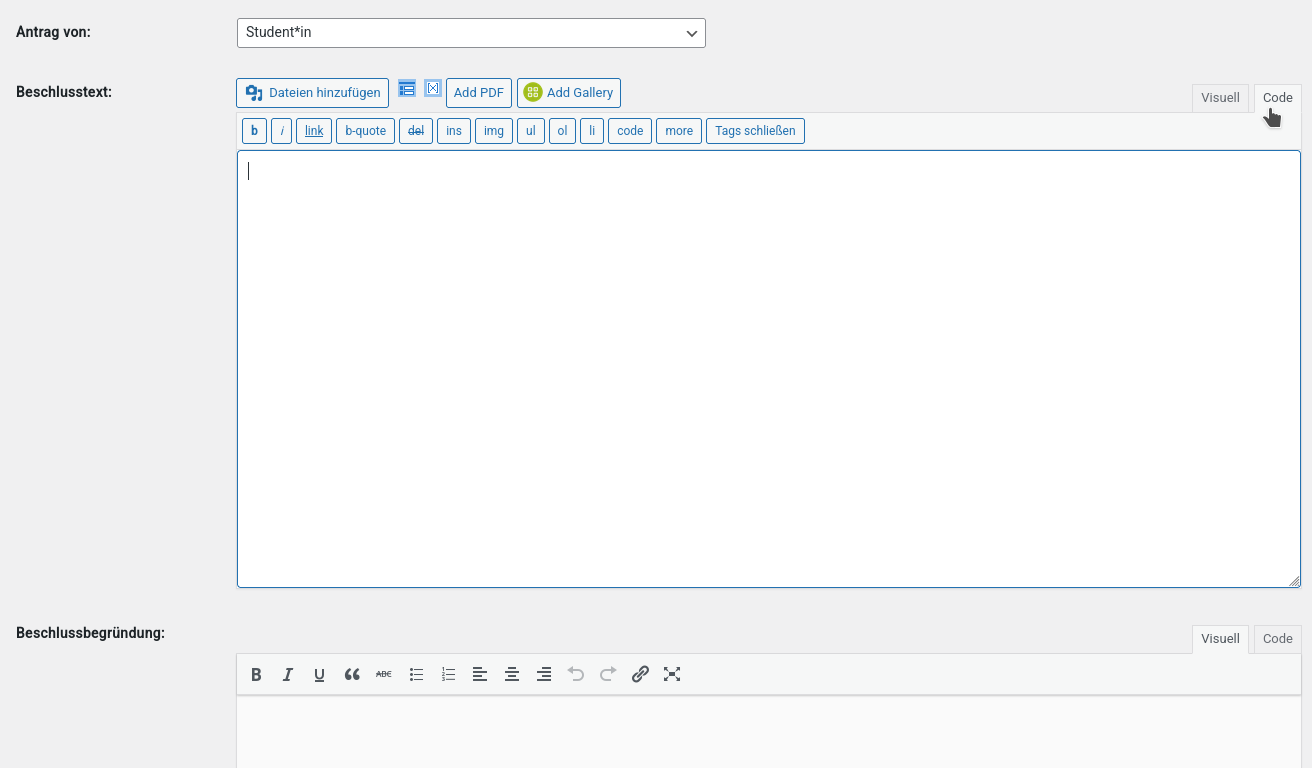 Antrag von:
Student*in
Beschlusstext:
Dateien hinzufügen
Add PDF
Add Gallery
Visuell
Code
b
i
link
b-quote
del
ins
img
ul
ol
li
code
more
Tags schließen
Beschlussbegründung:
Visuell
Code
B
I
U
ABC